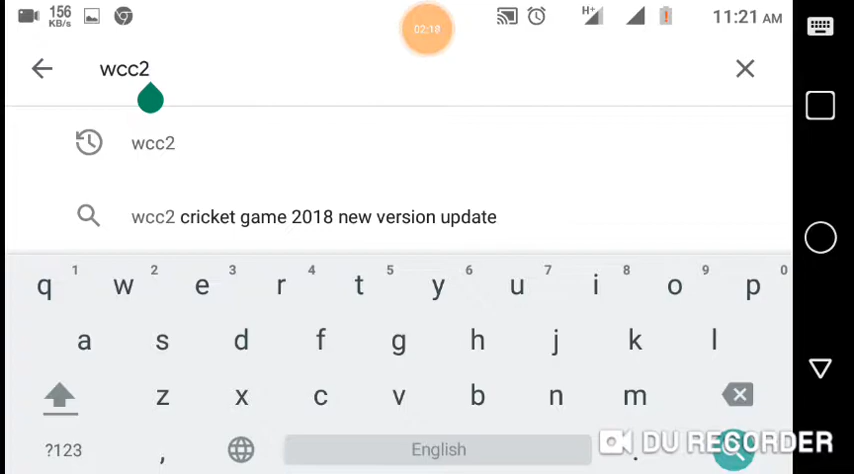 156 KB/s 02:18 H+ 11:21 AM
wcc2
wcc2
wcc2 cricket game 2018 new version update
1 2 3 4 5 6 7 8 9 0
q w e r t y u i o p
a s d f g h j k l
z x c v b n m
?123 , English .
DU RECORDER